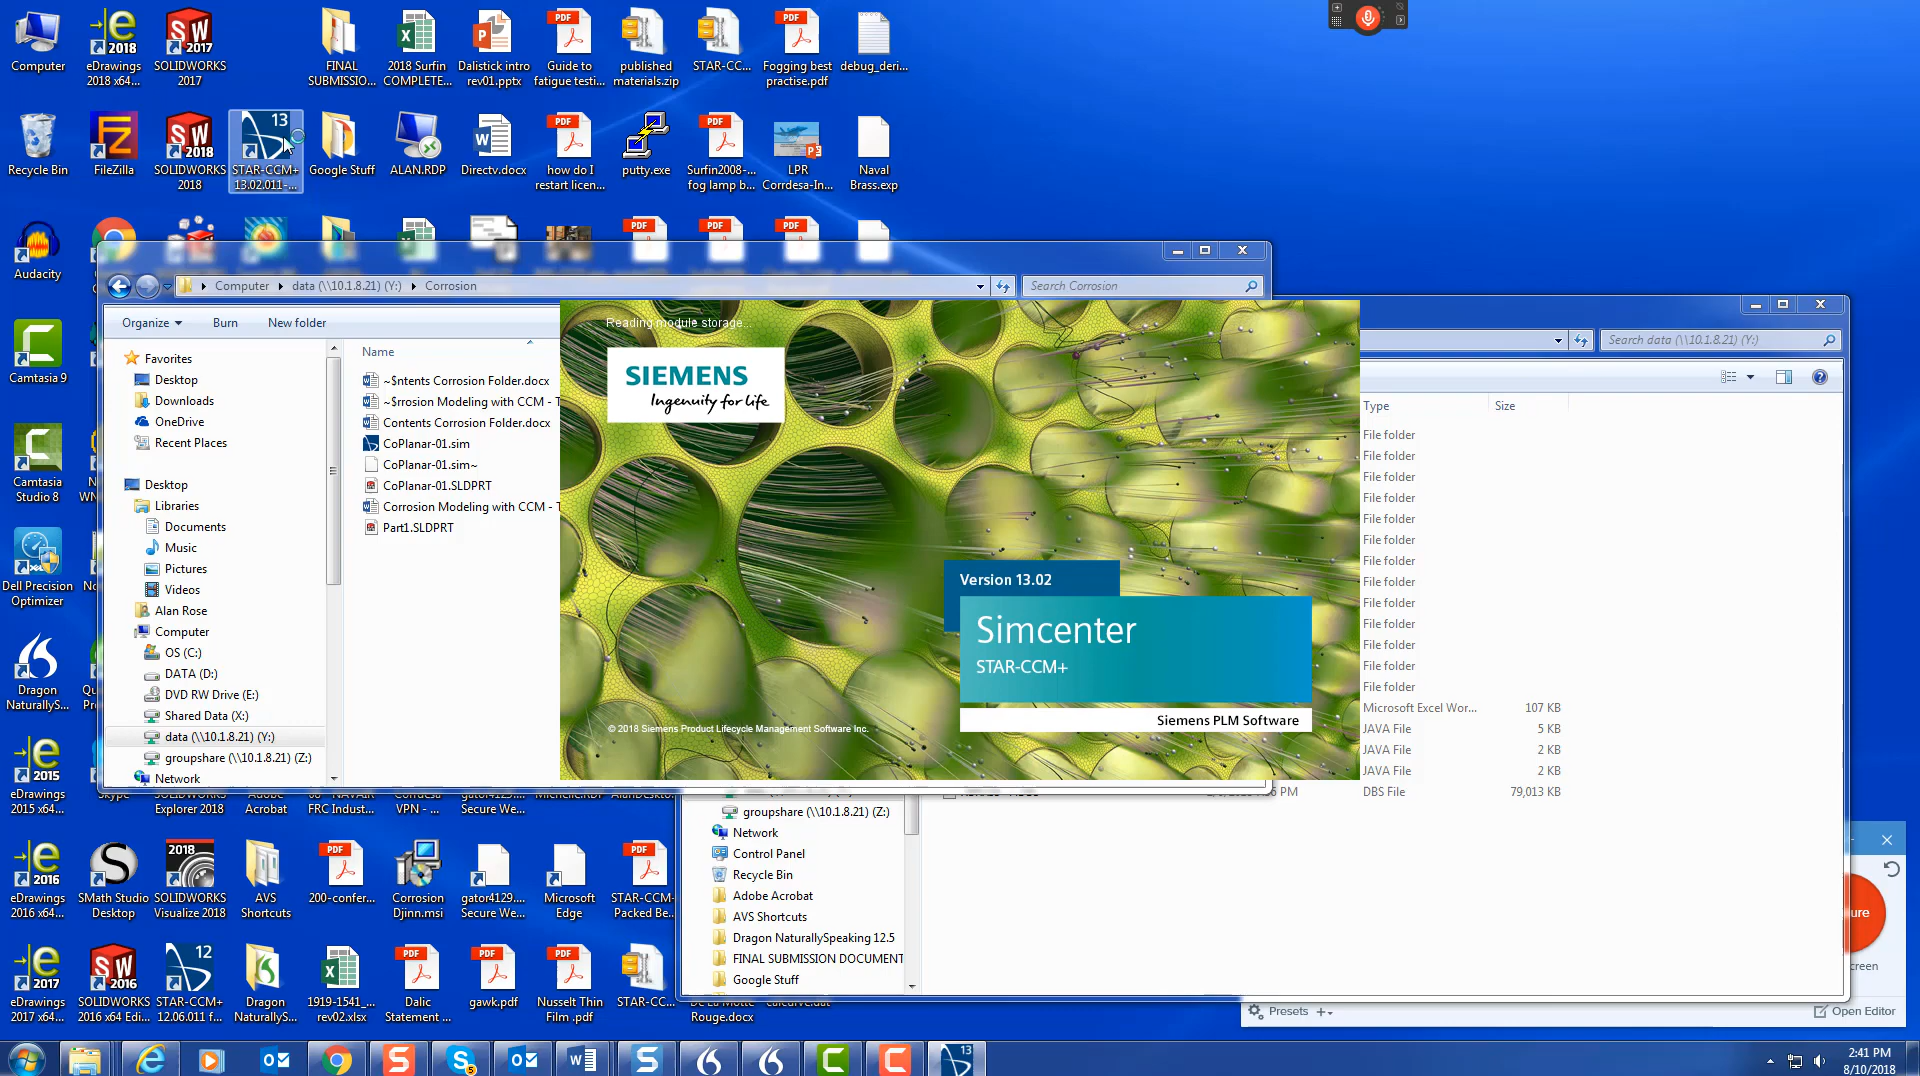 Computer
eDrawings
2018 x64...
SOLIDWORKS
2017
FINAL
SUBMISSIO...
2018 Surfin
COMPLETE...
Dalistick intro
rev01.pptx
Guide to
fatigue testi...
published
materials.zip
STAR-CC...
Fogging best
practise.pdf
debug_deri...
Recycle Bin
FileZilla
SOLIDWORKS
2018
STAR-CCM+
13.02.011-...
Google Stuff
ALAN.RDP
Directv.docx
how do I
restart licen...
putty.exe
Surfin2008-...
fog lamp b...
LPR
Corrdesa-In...
Naval
Brass.exp
Audacity
Camtasia 9
Camtasia
Studio 8
Dell Precision
Optimizer
Dragon
NaturallyS...
eDrawings
2015 x64...
Skype
SOLIDWORKS
Explorer 2018
Adobe
Acrobat
FRC Indust...
VPN - ...
Secure We...
eDrawings
2016 x64...
SMath Studio
Desktop
SOLIDWORKS
Visualize 2018
AVS
Shortcuts
200-confer...
Corrosion
Djinn.msi
gator4129....
Secure We...
Microsoft
Edge
STAR-CCM-
Packed Be...
eDrawings
2017 x64...
SOLIDWORKS
2016 x64 Edi...
STAR-CCM+
12.06.011 f...
Dragon
NaturallyS...
1919-1541_...
rev02.xlsx
Dalic
Statement ...
gawk.pdf
Nusselt Thin
Film .pdf
STAR-CC...
Rouge.docx
Computer
data (\\10.1.8.21) (Y:)
Corrosion
Search Corrosion
Organize
Burn
New folder
Favorites
Desktop
Downloads
OneDrive
Recent Places
Desktop
Libraries
Documents
Music
Pictures
Videos
Alan Rose
Computer
OS (C:)
DATA (D:)
DVD RW Drive (E:)
Shared Data (X:)
data (\\10.1.8.21) (Y:)
groupshare (\\10.1.8.21) (Z:)
Network
Name
~$ntents Corrosion Folder.docx
~$rrosion Modeling with CCM - T
Contents Corrosion Folder.docx
CoPlanar-01.sim
CoPlanar-01.sim~
CoPlanar-01.SLDPRT
Corrosion Modeling with CCM - T
Part1.SLDPRT
Reading module storage...
SIEMENS
Ingenuity for life
Version 13.02
Simcenter
STAR-CCM+
Siemens PLM Software
© 2018 Siemens Product Lifecycle Management Software Inc.
Search data (\\10.1.8.21) (Y:)
Type
Size
File folder
File folder
File folder
File folder
File folder
File folder
File folder
File folder
File folder
File folder
File folder
File folder
File folder
Microsoft Excel Wor...
107 KB
JAVA File
5 KB
JAVA File
2 KB
JAVA File
2 KB
DBS File
79,013 KB
groupshare (\\10.1.8.21) (Z:)
Network
Control Panel
Recycle Bin
Adobe Acrobat
AVS Shortcuts
Dragon NaturallySpeaking 12.5
FINAL SUBMISSION DOCUMENT
Google Stuff
Presets
Open Editor
2:41 PM
8/10/2018